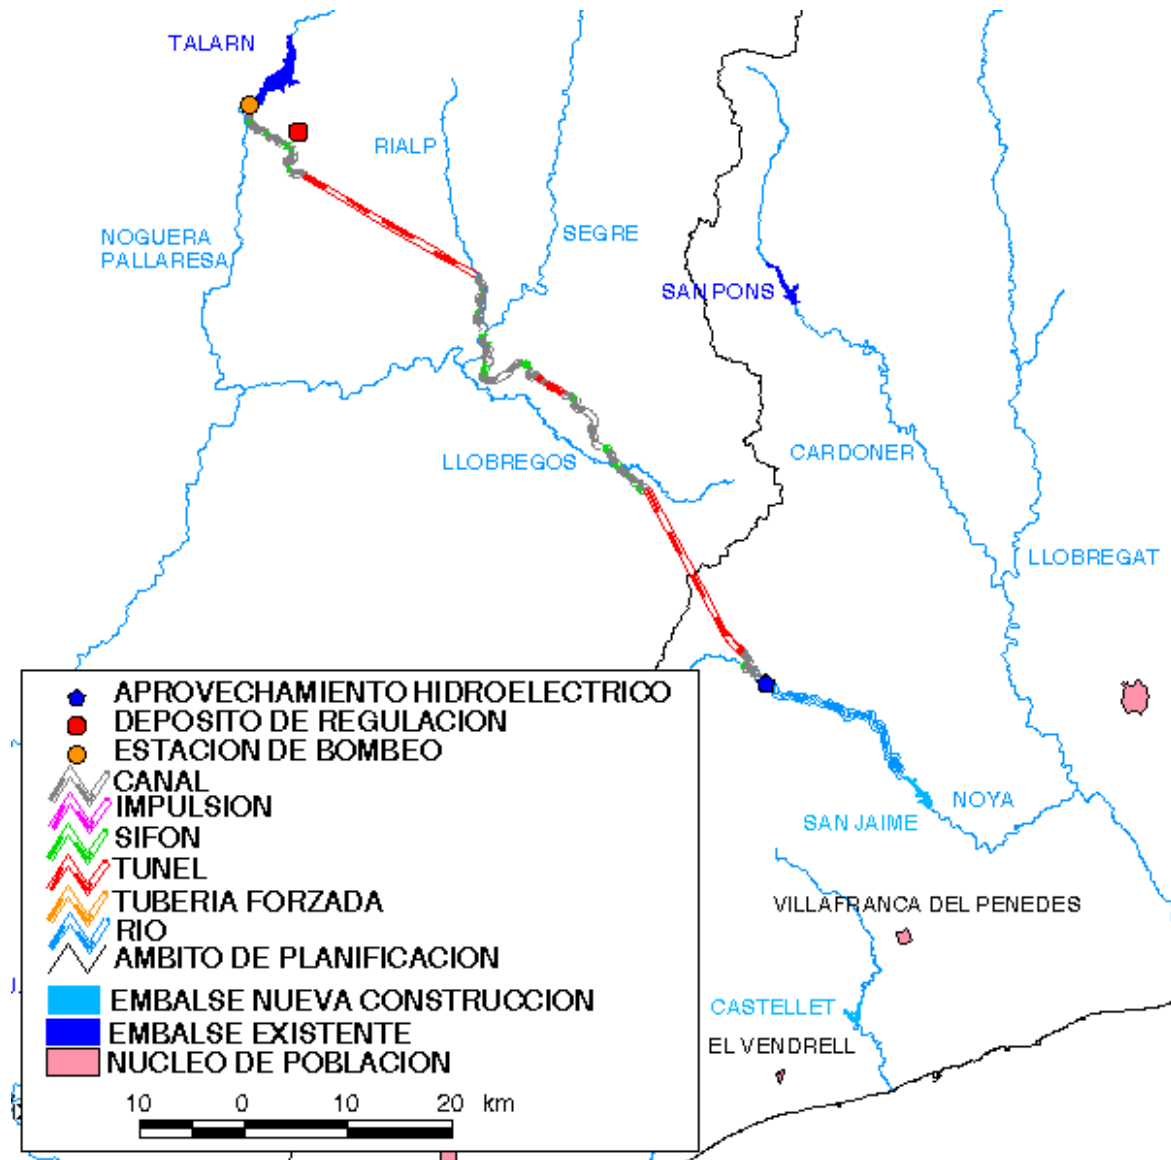 TALARN
RIALP
NOGUERA
PALLARESA
SEGRE
SAN PONS
LLOBREGOS
CARDONER
LLOBREGAT
APROVECHAMIENTO HIDROELECTRICO
DEPOSITO DE REGULACION
ESTACION DE BOMBEO
CANAL
IMPULSION
SIFON
TUNEL
TUBERIA FORZADA
RIO
AMBITO DE PLANIFICACION
EMBALSE NUEVA CONSTRUCCION
EMBALSE EXISTENTE
NUCLEO DE POBLACION
10 0 10 20 km
NOYA
SAN JAIME
VILLAFRANCA DEL PENEDES
CASTELLET
EL VENDRELL